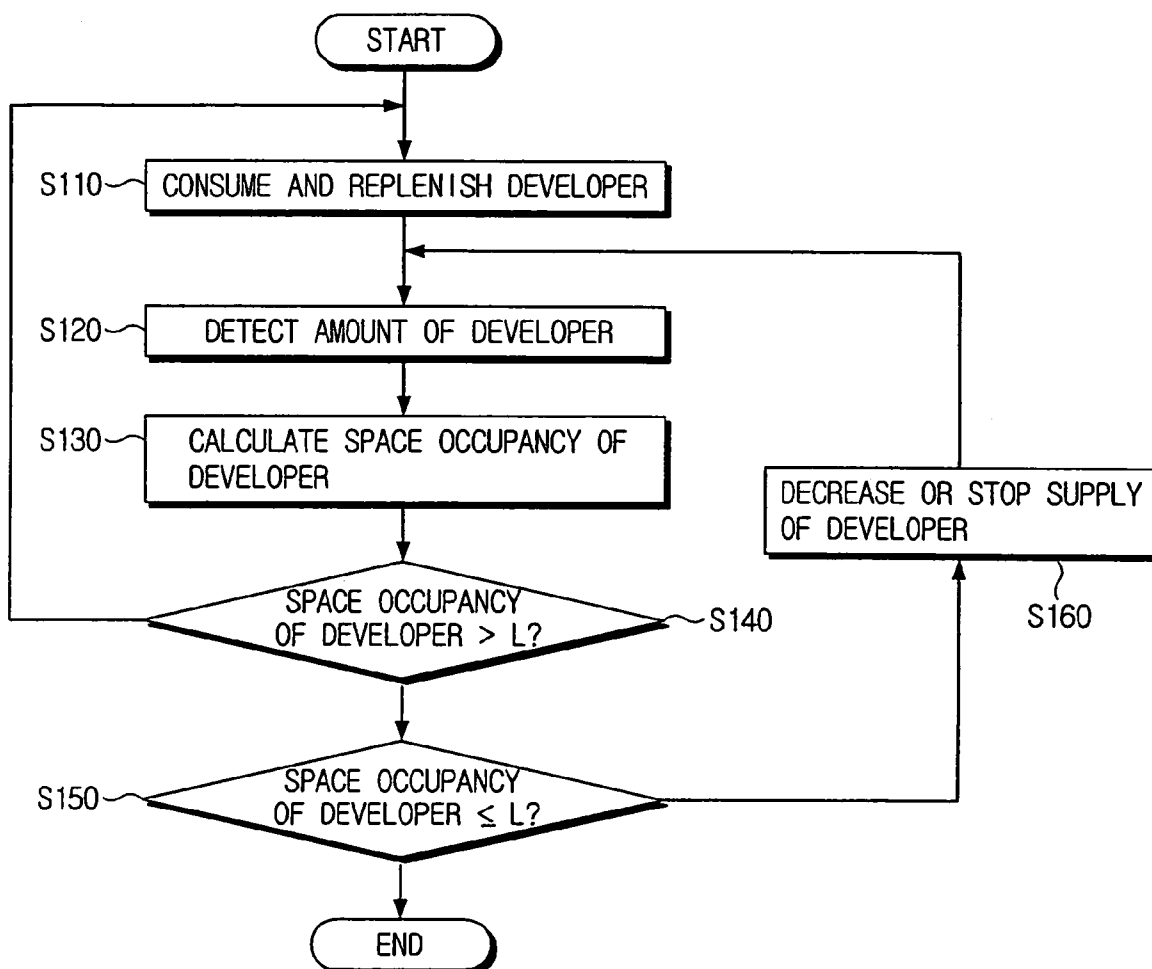 START
S110
CONSUME AND REPLENISH DEVELOPER
S120
DETECT AMOUNT OF DEVELOPER
S130
CALCULATE SPACE OCCUPANCY OF
DEVELOPER
DECREASE OR STOP SUPPLY
OF DEVELOPER
S160
SPACE OCCUPANCY
OF DEVELOPER > L?
S140
S150
SPACE OCCUPANCY
OF DEVELOPER ≤ L?
END